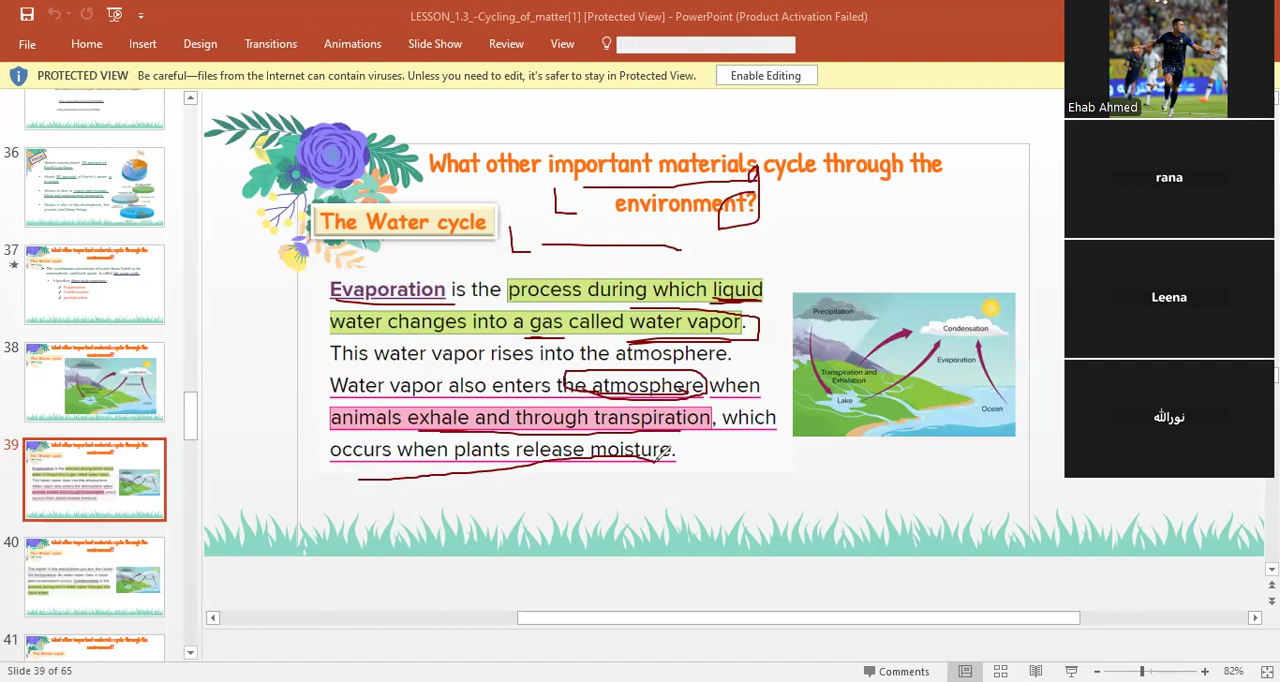 LESSON_1.3_-Cycling_of_matter[1] [Protected View] - PowerPoint (Product Activation Failed)
File Home Insert Design Transitions Animations Slide Show Review View
PROTECTED VIEW Be careful—files from the Internet can contain viruses. Unless you need to edit, it's safer to stay in Protected View. Enable Editing
Ehab Ahmed
rana
Leena
نورالله
36
37
38
39
40
41
What other important materials cycle through the
environment?
The Water cycle
Evaporation is the process during which liquid
water changes into a gas called water vapor.
This water vapor rises into the atmosphere.
Water vapor also enters the atmosphere when
animals exhale and through transpiration, which
occurs when plants release moisture.
Precipitation
Condensation
Evaporation
Transpiration and
Exhalation
Lake
Ocean
Slide 39 of 65
Comments
82%